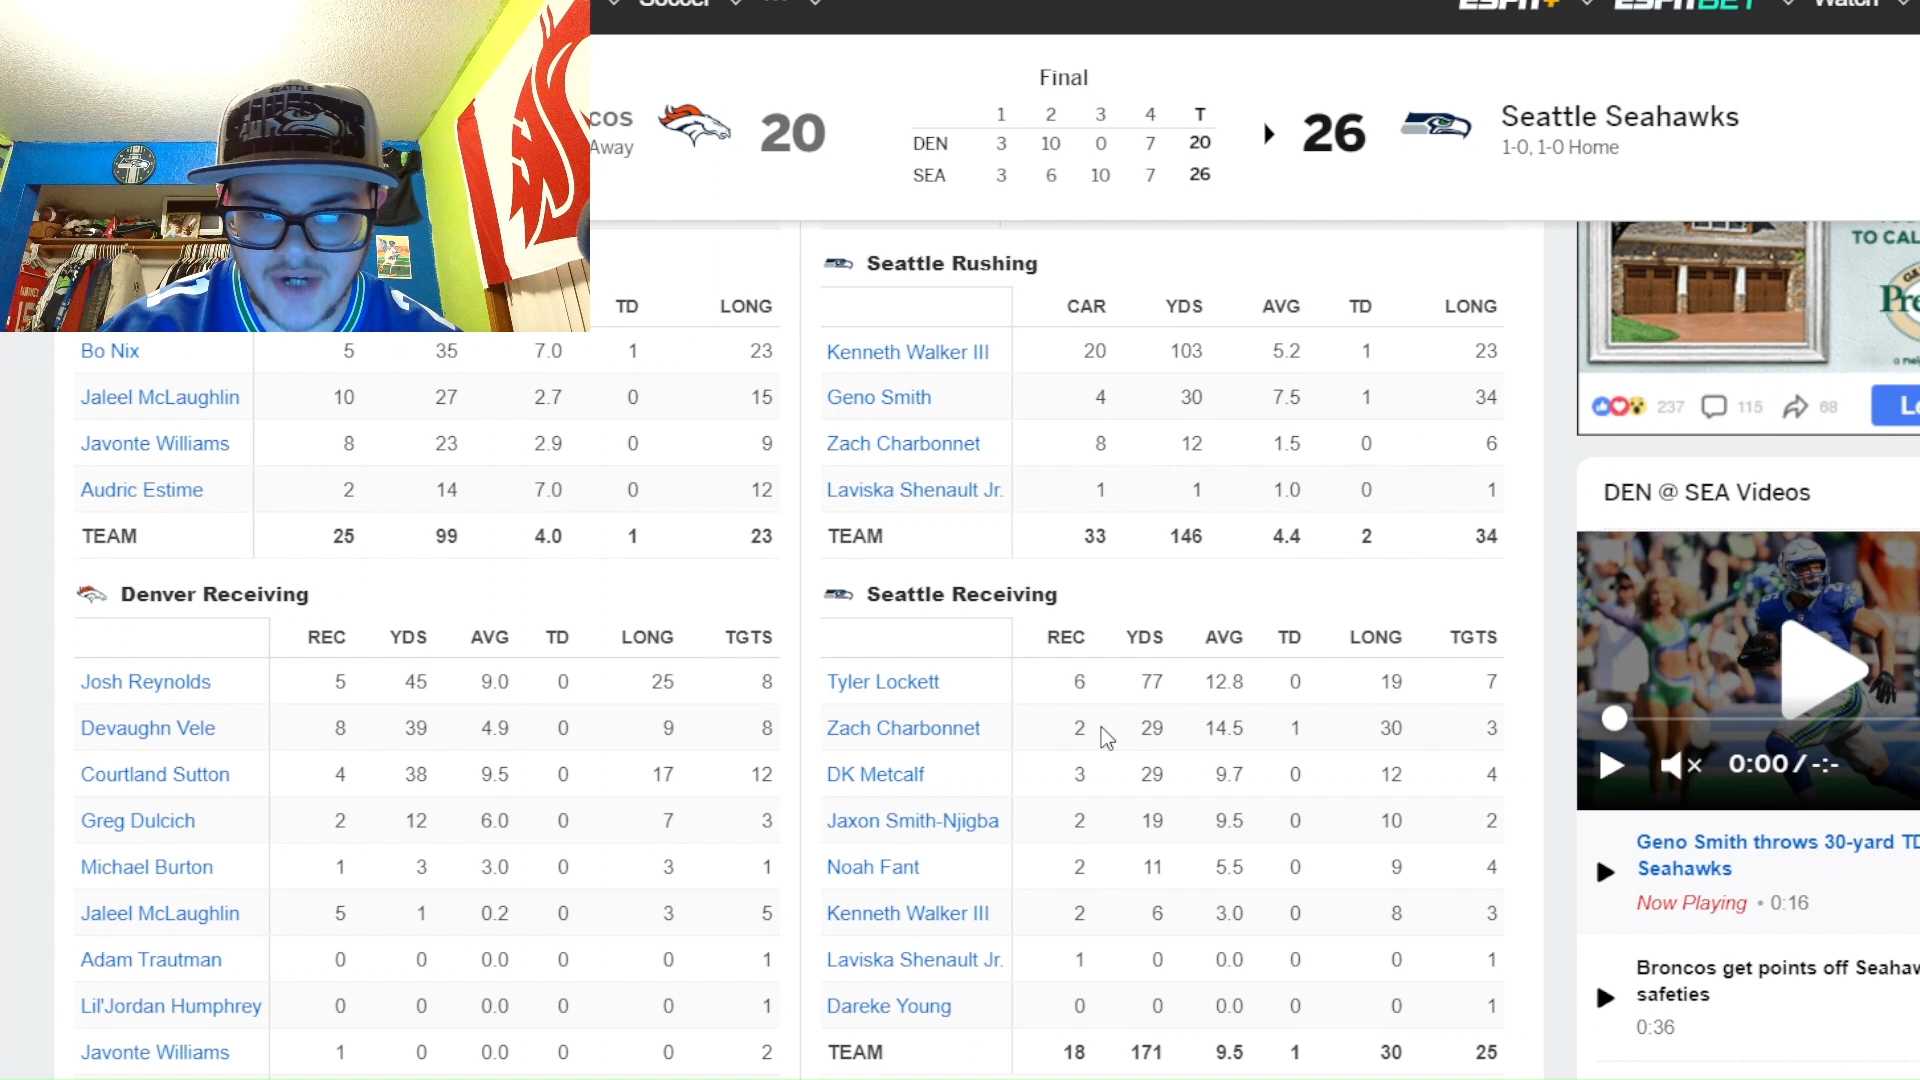 Soccer
ESPN+ ESPN BET Watch
Final
cos 20 26 Seattle Seahawks
Away 1-0, 1-0 Home
1 2 3 4 T
DEN 3 10 0 7 20
SEA 3 6 10 7 26
TD LONG
Bo Nix 5 35 7.0 1 23
Jaleel McLaughlin 10 27 2.7 0 15
Javonte Williams 8 23 2.9 0 9
Audric Estime 2 14 7.0 0 12
TEAM 25 99 4.0 1 23
Seattle Rushing
CAR YDS AVG TD LONG
Kenneth Walker III 20 103 5.2 1 23
Geno Smith 4 30 7.5 1 34
Zach Charbonnet 8 12 1.5 0 6
Laviska Shenault Jr. 1 1 1.0 0 1
TEAM 33 146 4.4 2 34
Denver Receiving
REC YDS AVG TD LONG TGTS
Josh Reynolds 5 45 9.0 0 25 8
Devaughn Vele 8 39 4.9 0 9 8
Courtland Sutton 4 38 9.5 0 17 12
Greg Dulcich 2 12 6.0 0 7 3
Michael Burton 1 3 3.0 0 3 1
Jaleel McLaughlin 5 1 0.2 0 3 5
Adam Trautman 0 0 0.0 0 0 1
Lil'Jordan Humphrey 0 0 0.0 0 0 1
Javonte Williams 1 0 0.0 0 0 2
Seattle Receiving
REC YDS AVG TD LONG TGTS
Tyler Lockett 6 77 12.8 0 19 7
Zach Charbonnet 2 29 14.5 1 30 3
DK Metcalf 3 29 9.7 0 12 4
Jaxon Smith-Njigba 2 19 9.5 0 10 2
Noah Fant 2 11 5.5 0 9 4
Kenneth Walker III 2 6 3.0 0 8 3
Laviska Shenault Jr. 1 0 0.0 0 0 1
Dareke Young 0 0 0.0 0 0 1
TEAM 18 171 9.5 1 30 25
TO CAL
Pre
237 115 68 Le
DEN @ SEA Videos
0:00 / -:-
Geno Smith throws 30-yard TD
Seahawks
Now Playing • 0:16
Broncos get points off Seahaw
safeties
0:36